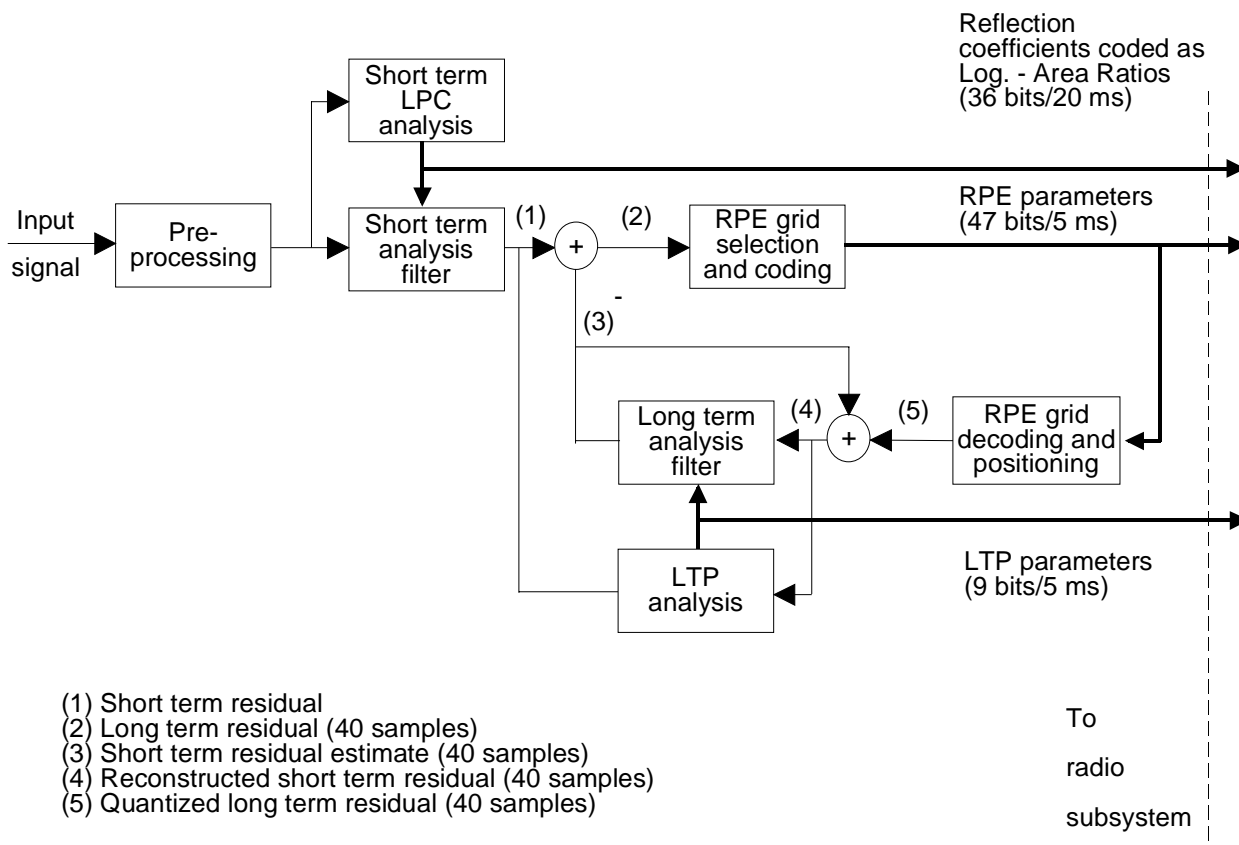 Reflection
coefficients coded as
Log. - Area Ratios
(36 bits/20 ms)
Short term
LPC
analysis
Input
signal
Pre-
processing
Short term
analysis
filter
(1)
+
(2)
RPE grid
selection
and coding
RPE parameters
(47 bits/5 ms)
-
(3)
Long term
analysis
filter
(4)
+
(5)
RPE grid
decoding and
positioning
LTP
analysis
LTP parameters
(9 bits/5 ms)
(1) Short term residual
(2) Long term residual (40 samples)
(3) Short term residual estimate (40 samples)
(4) Reconstructed short term residual (40 samples)
(5) Quantized long term residual (40 samples)
To
radio
subsystem